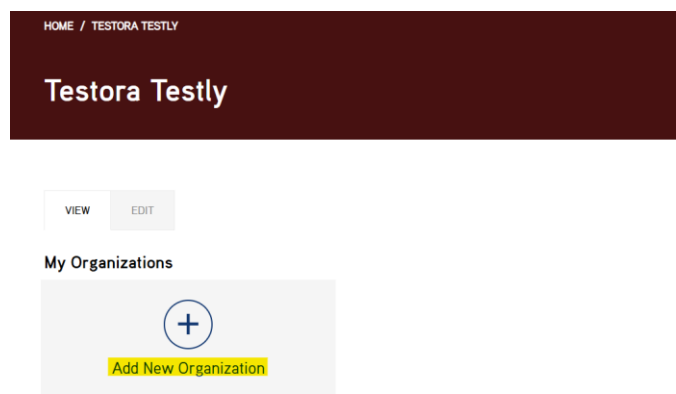 HOME / TESTORA TESTLY
Testora Testly
VIEW EDIT
My Organizations
Add New Organization